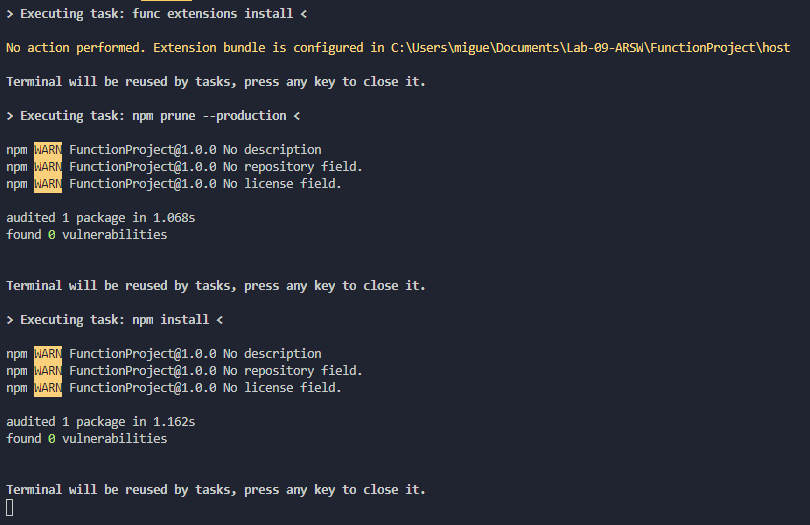 > Executing task: func extensions install <
No action performed. Extension bundle is configured in C:\Users\migue\Documents\Lab-09-ARSW\FunctionProject\host
Terminal will be reused by tasks, press any key to close it.
> Executing task: npm prune --production <
npm WARN FunctionProject@1.0.0 No description
npm WARN FunctionProject@1.0.0 No repository field.
npm WARN FunctionProject@1.0.0 No license field.
audited 1 package in 1.068s
found 0 vulnerabilities
Terminal will be reused by tasks, press any key to close it.
> Executing task: npm install <
npm WARN FunctionProject@1.0.0 No description
npm WARN FunctionProject@1.0.0 No repository field.
npm WARN FunctionProject@1.0.0 No license field.
audited 1 package in 1.162s
found 0 vulnerabilities
Terminal will be reused by tasks, press any key to close it.